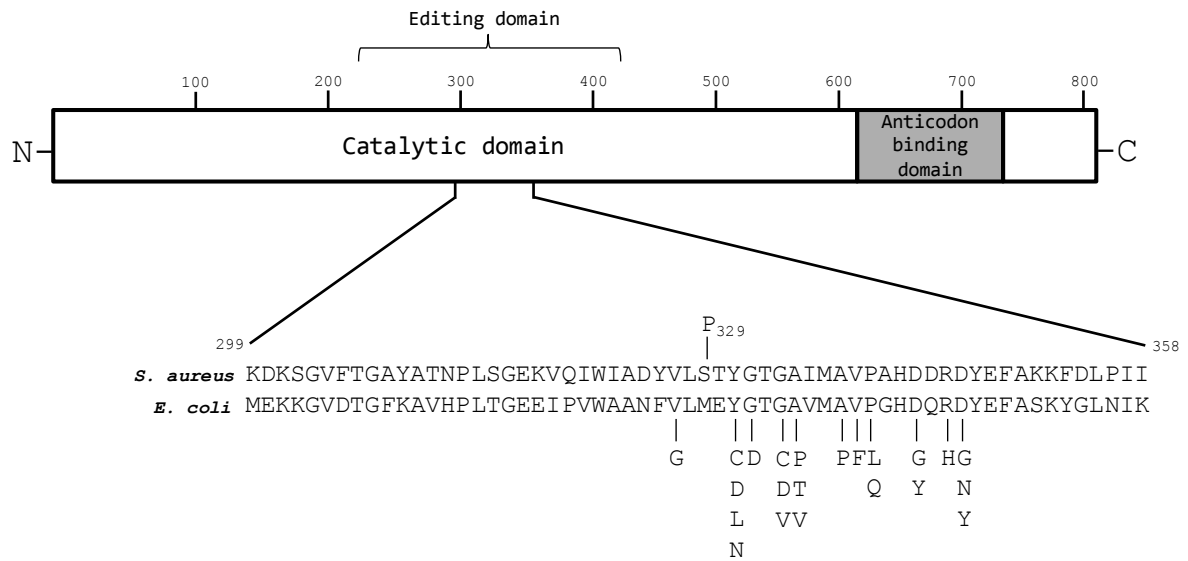 Editing domain
100 200 300 400 500 600 700 800
N
Catalytic domain
Anticodon
binding
domain
C
P329
299
358
S. aureus KDKSGVFTGAYATNPLSGEKVQIWIADYVLSTYGTGAIMAVPAHDDRDYEFAKKFDLPII
E. coli MEKKGVDTGFKAVHPLTGEEIPVWAANFVLMEYGTGAVMAVPGHDQRDYEFASKYGLNIK
G CD CP PFL G HG
D DT Q Y N
L VV Y
N